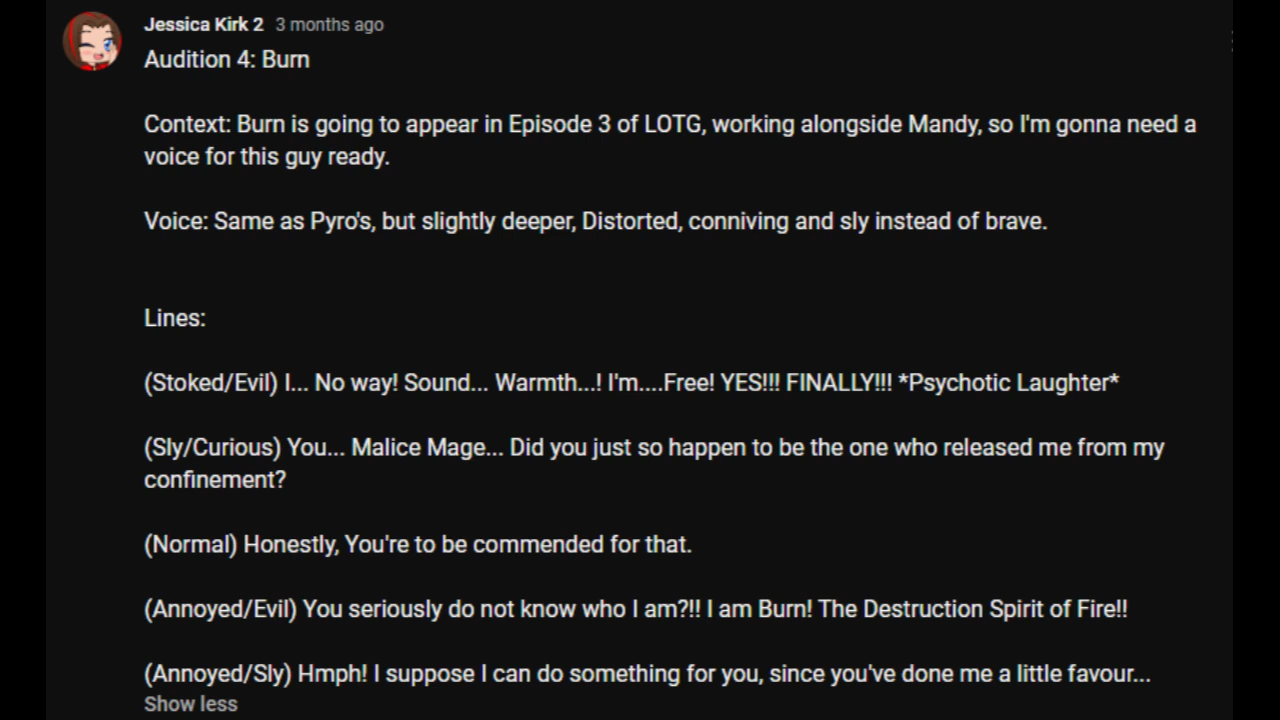 Jessica Kirk 2 3 months ago
Audition 4: Burn
Context: Burn is going to appear in Episode 3 of LOTG, working alongside Mandy, so I'm gonna need a
voice for this guy ready.
Voice: Same as Pyro's, but slightly deeper, Distorted, conniving and sly instead of brave.
Lines:
(Stoked/Evil) I... No way! Sound... Warmth...! I'm....Free! YES!!! FINALLY!!! *Psychotic Laughter*
(Sly/Curious) You... Malice Mage... Did you just so happen to be the one who released me from my
confinement?
(Normal) Honestly, You're to be commended for that.
(Annoyed/Evil) You seriously do not know who I am?!! I am Burn! The Destruction Spirit of Fire!!
(Annoyed/Sly) Hmph! I suppose I can do something for you, since you've done me a little favour...
Show less